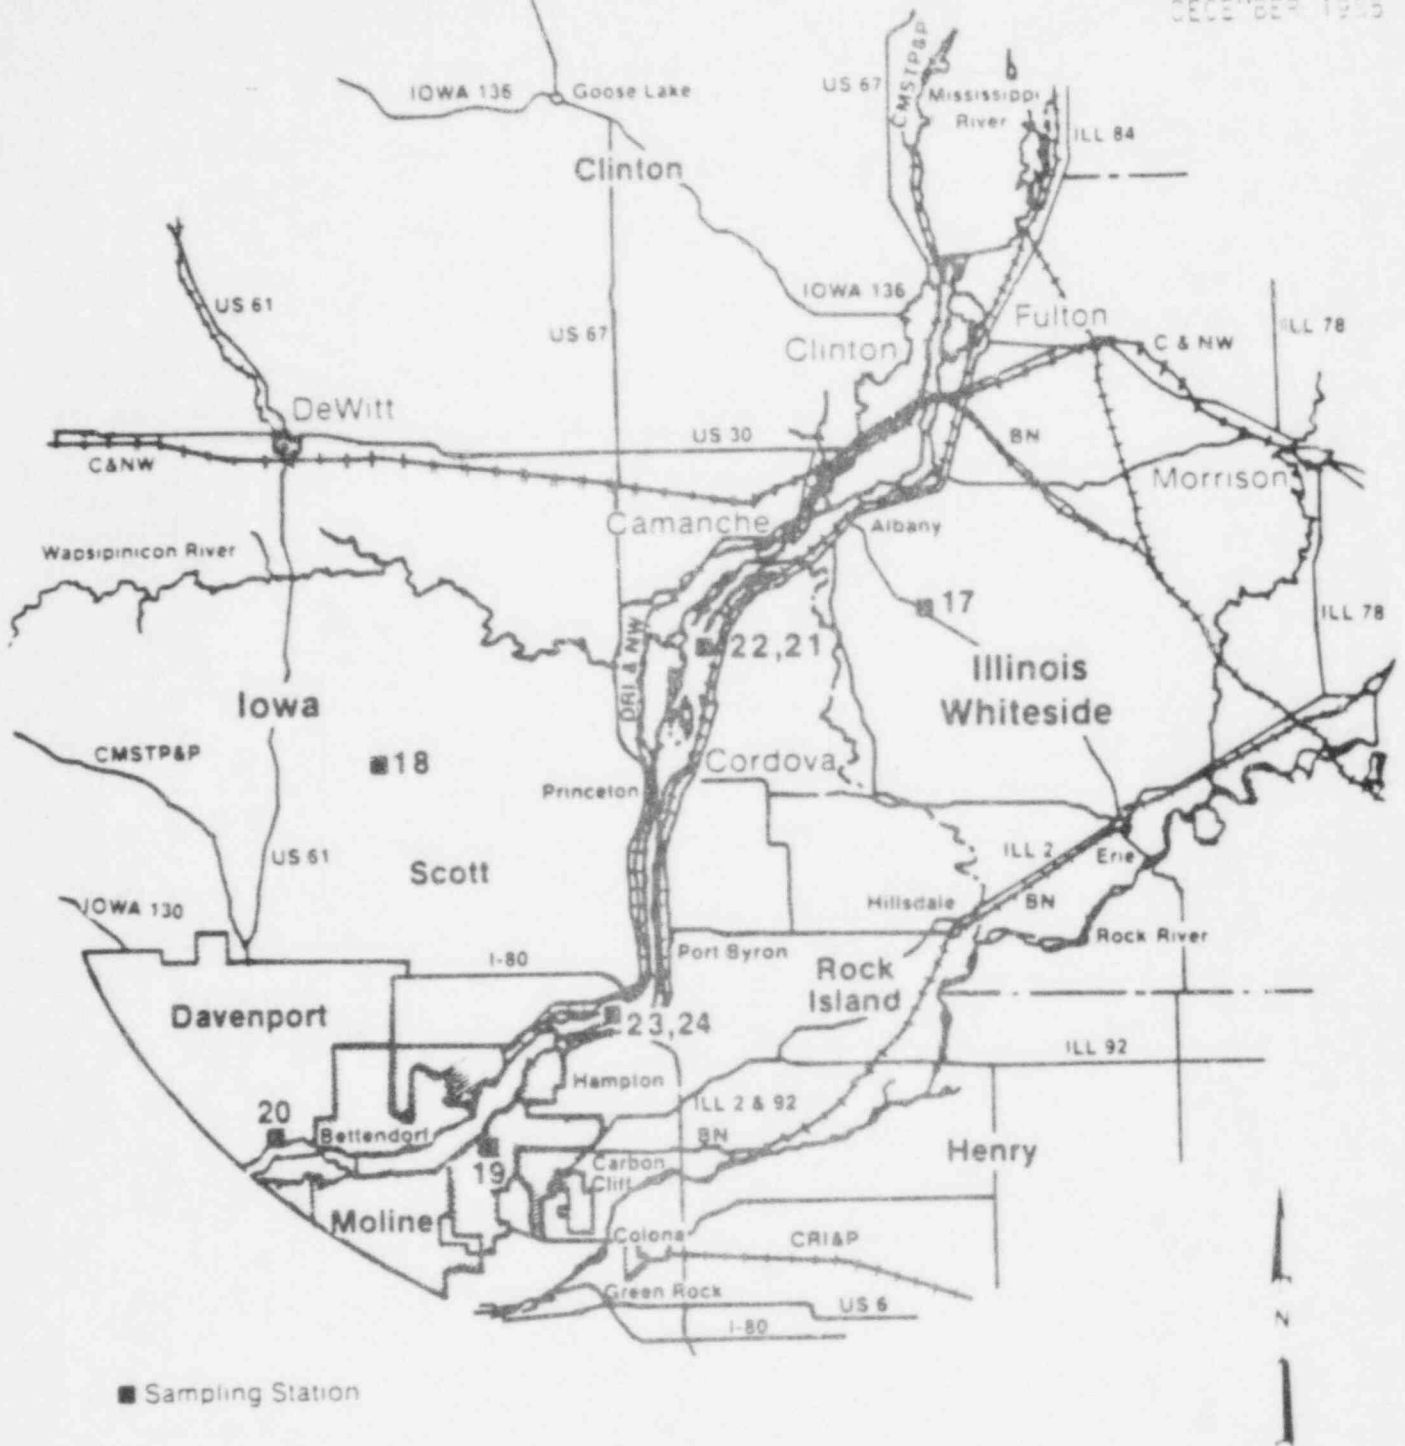 DECEMBER 1985
US 67
CMSTP&P
Mississippi
River
IOWA 136
Goose Lake
ILL 84
Clinton
US 61
IOWA 136
Fulton
US 67
Clinton
C & NW
ILL 78
DeWitt
US 30
BN
C&NW
Morrison
Camanche
Albany
Wapsipinicon River
17
ILL 78
DRI & NW
22,21
Illinois
Whiteside
Iowa
CMSTP&P
18
Cordova
Princeton
US 61
Scott
ILL 2
Erie
IOWA 130
Hillsdale
BN
Rock River
I-80
Port Byron
Rock
Island
Davenport
23,24
ILL 92
Hampton
20
ILL 2 & 92
Bettendorf
BN
Henry
19
Carbon
Cliff
Moline
Colona
CRI&P
Green Rock
US 6
I-80
N
Sampling Station